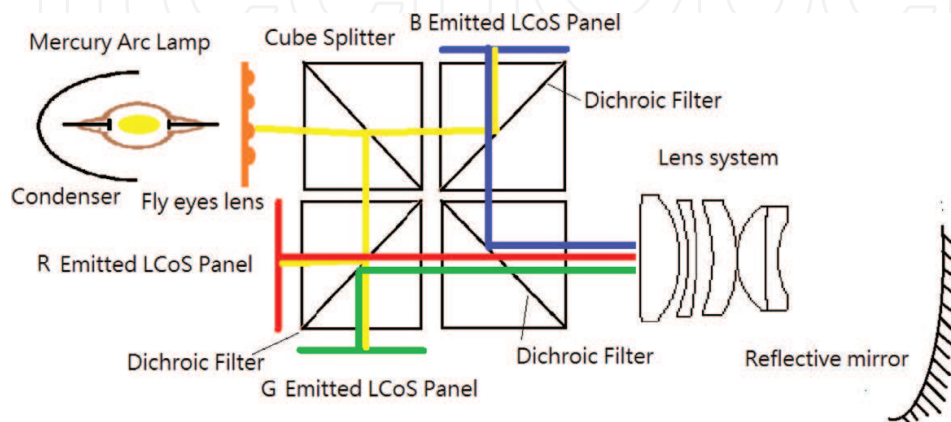 B Emitted LCoS Panel
Mercury Arc Lamp
Cube Splitter
Dichroic Filter
Lens system
Condenser
Fly eyes lens
R Emitted LCoS Panel
Dichroic Filter
Dichroic Filter
Reflective mirror
G Emitted LCoS Panel